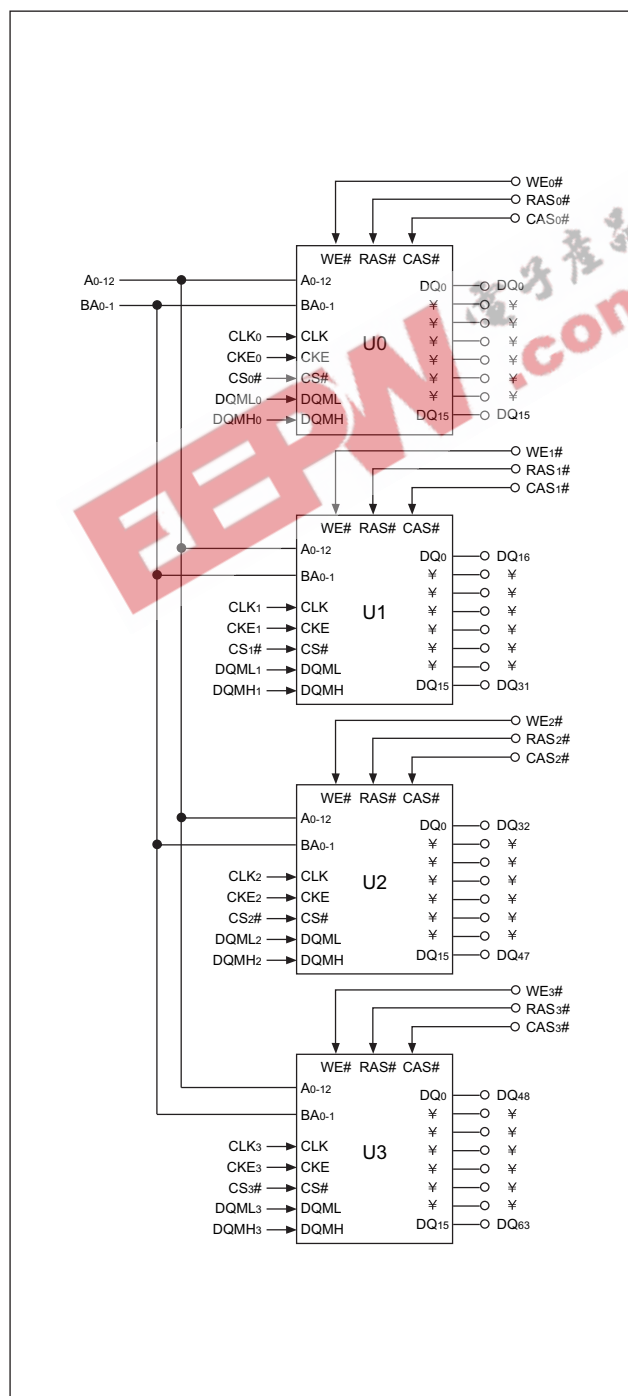 WE0#
RAS0#
CAS0#
WE# RAS# CAS#
A0-12 A0-12 DQ0 DQ0
BA0-1 BA0-1 ¥ ¥
¥ ¥
CLK0 CLK ¥ ¥
U0
CKE0 CKE ¥ ¥
CS0# CS# ¥ ¥
DQML0 DQML ¥ ¥
DQMH0 DQMH DQ15 DQ15
EEPW .com
電子產品
WE1#
RAS1#
CAS1#
WE# RAS# CAS#
A0-12 DQ0 DQ16
BA0-1 ¥ ¥
¥ ¥
CLK1 CLK ¥ ¥
U1
CKE1 CKE ¥ ¥
CS1# CS# ¥ ¥
DQML1 DQML ¥ ¥
DQMH1 DQMH DQ15 DQ31
WE2#
RAS2#
CAS2#
WE# RAS# CAS#
A0-12 DQ0 DQ32
BA0-1 ¥ ¥
¥ ¥
CLK2 CLK ¥ ¥
U2
CKE2 CKE ¥ ¥
CS2# CS# ¥ ¥
DQML2 DQML ¥ ¥
DQMH2 DQMH DQ15 DQ47
WE3#
RAS3#
CAS3#
WE# RAS# CAS#
A0-12 DQ0 DQ48
BA0-1 ¥ ¥
¥ ¥
CLK3 CLK ¥ ¥
U3
CKE3 CKE ¥ ¥
CS3# CS# ¥ ¥
DQML3 DQML ¥ ¥
DQMH3 DQMH DQ15 DQ63